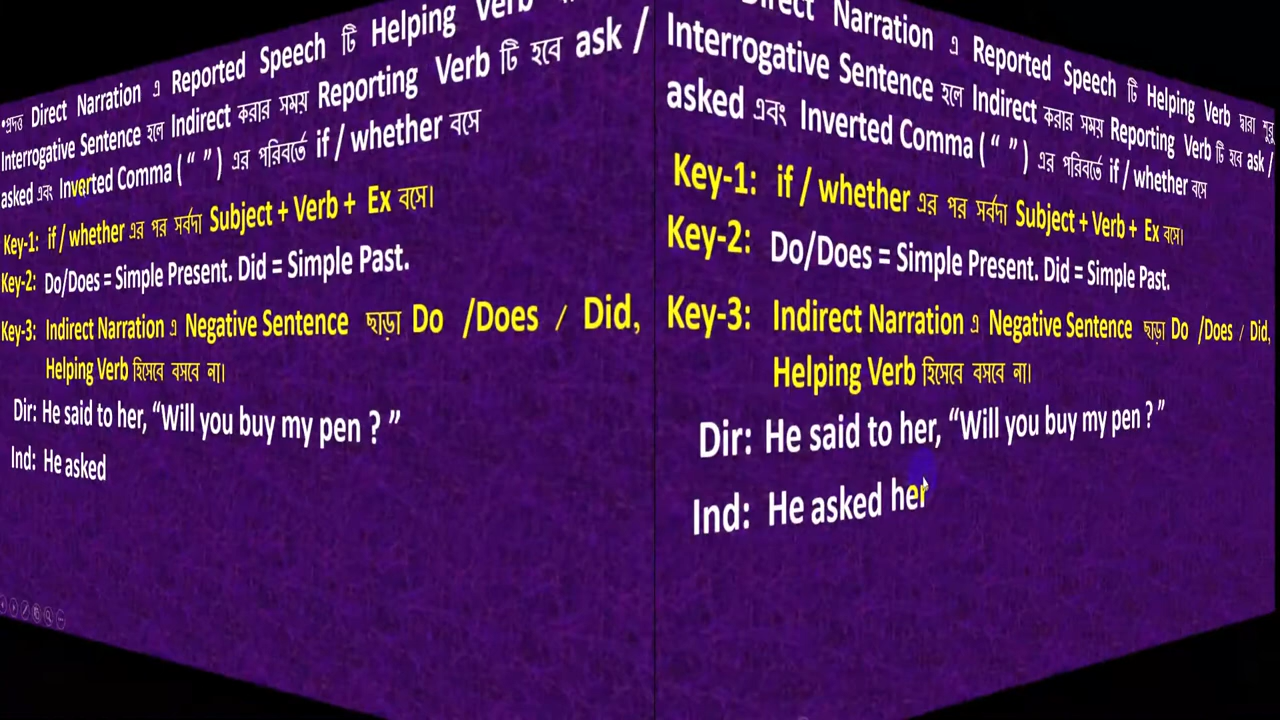 •প্রদত্ত Direct Narration এ Reported Speech টি Helping Verb
Interrogative Sentence হলে Indirect করার সময় Reporting Verb টি হবে ask /
asked এবং Inverted Comma ( “ ” ) এর পরিবর্তে if / whether বসে
Key-1: if / whether এর পর সর্বদা Subject + Verb + Ex বসে।
Key-2: Do/Does = Simple Present. Did = Simple Past.
Key-3: Indirect Narration এ Negative Sentence ছাড়া Do /Does / Did,
Helping Verb হিসেবে বসবে না।
Dir: He said to her, “Will you buy my pen ? ”
Ind: He asked
Direct Narration এ Reported Speech টি Helping Verb দ্বারা শুরু
Interrogative Sentence হলে Indirect করার সময় Reporting Verb টি হবে ask /
asked এবং Inverted Comma ( “ ” ) এর পরিবর্তে if / whether বসে
Key-1: if / whether এর পর সর্বদা Subject + Verb + Ex বসে।
Key-2: Do/Does = Simple Present. Did = Simple Past.
Key-3: Indirect Narration এ Negative Sentence ছাড়া Do /Does / Did,
Helping Verb হিসেবে বসবে না।
Dir: He said to her, “Will you buy my pen ? ”
Ind: He asked her